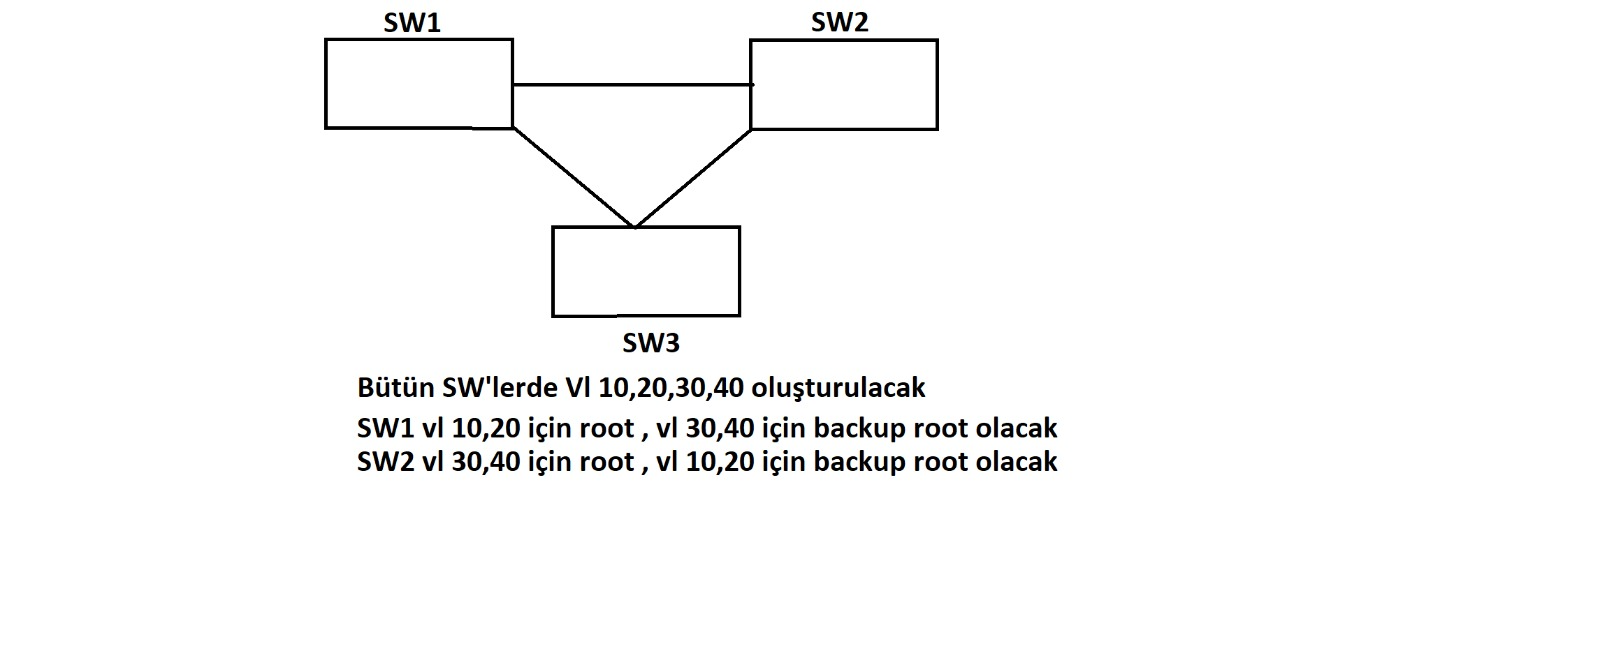 SW1
SW2
SW3
Bütün SW'lerde Vl 10,20,30,40 oluşturulacak
SW1 vl 10,20 için root , vl 30,40 için backup root olacak
SW2 vl 30,40 için root , vl 10,20 için backup root olacak